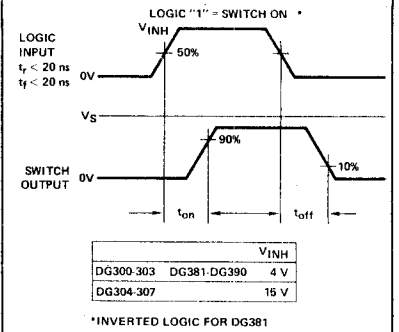 LOGIC "1" = SWITCH ON *
VINH
LOGIC
INPUT
tr < 20 ns
tf < 20 ns
50%
0V
VS
90%
SWITCH
OUTPUT
0V
10%
ton
toff
VINH
DG300-303 DG381-DG390 4 V
DG304-307 15 V
*INVERTED LOGIC FOR DG381